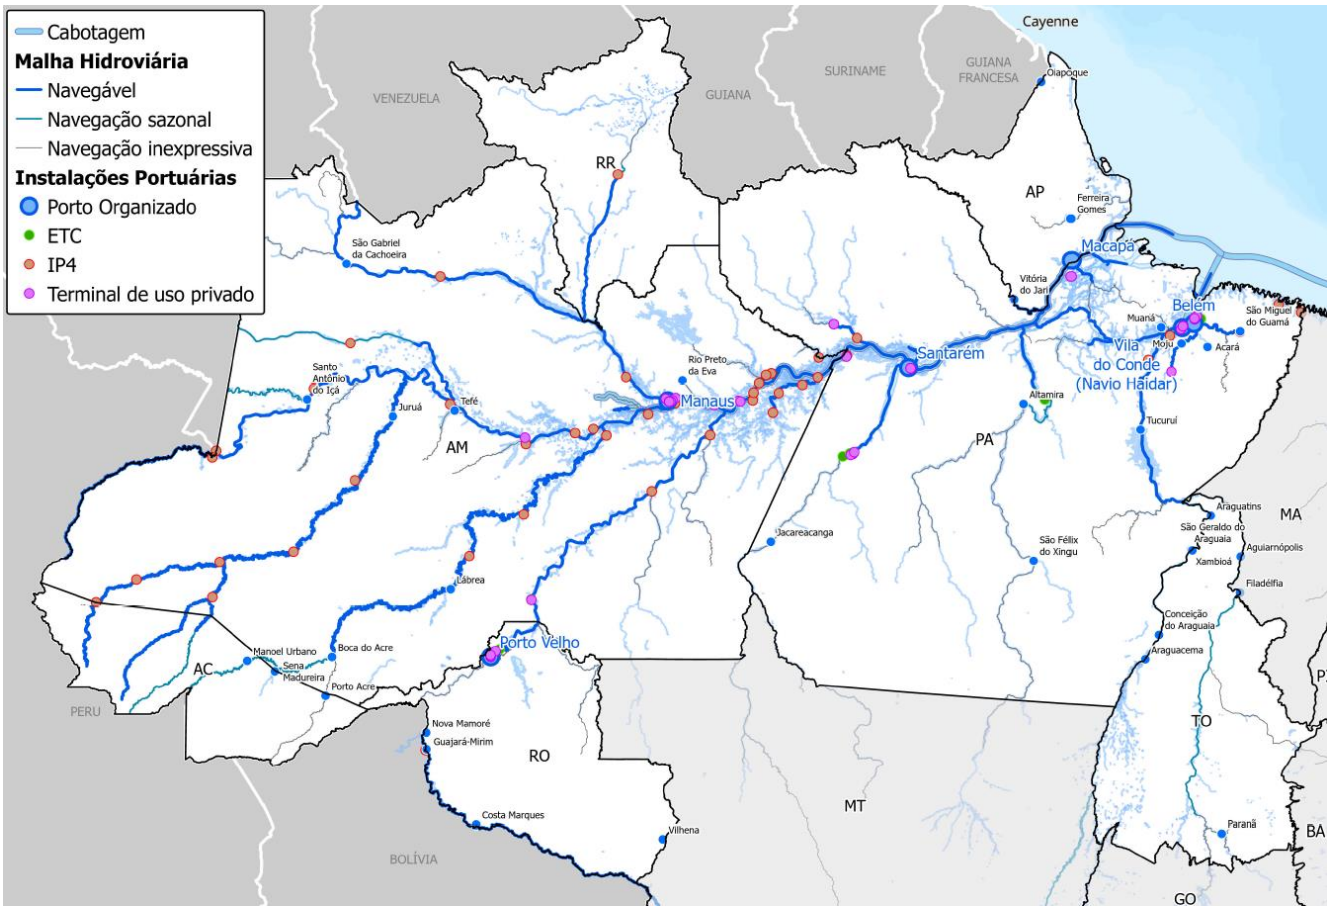 Cabotagem
Malha Hidroviária
Navegável
Navegação sazonal
Navegação inexpressiva
Instalações Portuárias
Porto Organizado
ETC
IP4
Terminal de uso privado
Cayenne
VENEZUELA
GUIANA
SURINAME
GUIANA
FRANCESA
Oiapoque
RR
AP
Ferreira
Gomes
São Gabriel
da Cachoeira
Macapá
Vitória
do Jari
Belém
Muaná
São Miguel
do Guamá
Moju
Acará
Vila
do Conde
(Navio Haidar)
Santarém
Rio Preto
da Eva
Santo
Antônio
do Içá
Juruá
Tefé
Manaus
Altamira
Tucuruí
AM
PA
Jacareacanga
São Félix
do Xingu
Araguatins
São Geraldo do
Araguaia
Xambioá
Aguiarnópolis
MA
Filadélfia
Lábrea
Conceição
do Araguaia
Araguacema
Porto Velho
Boca do Acre
Manoel Urbano
Sena
Madureira
AC
Porto Acre
PERU
Nova Mamoré
Guajará-Mirim
RO
TO
MT
Costa Marques
Vilhena
Paranã
BA
BOLÍVIA
GO